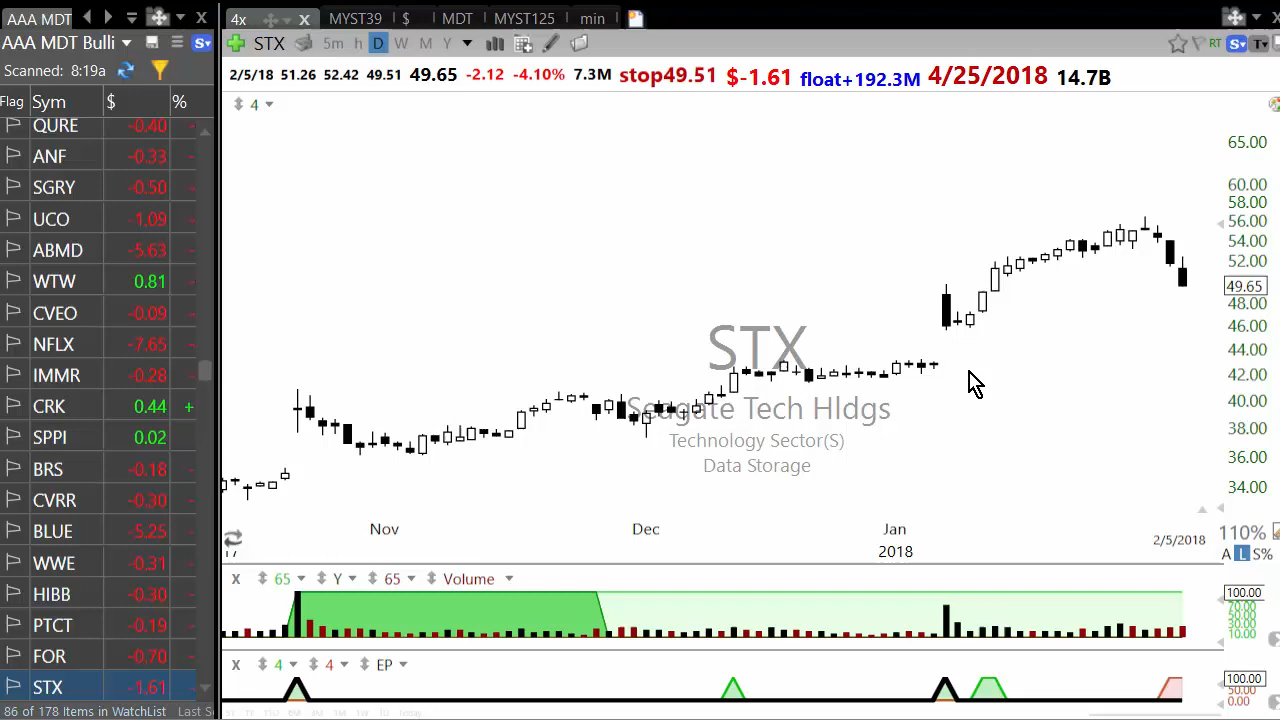 AAA MDT
4x
MYST39
$
MDT
MYST125
min
AAA MDT Bulli
S
STX
5m h D W M Y
RT
S
T
Scanned: 8:19a
2/5/18 51.26 52.42 49.51 49.65 -2.12 -4.10% 7.3M stop49.51 $-1.61 float+192.3M 4/25/2018 14.7B
Flag Sym $ %
4
QURE -0.40 -
ANF -0.33 -
SGRY -0.50 -
UCO -1.09 -
ABMD -5.63 -
WTW 0.81
CVEO -0.09 -
NFLX -7.65 -
IMMR -0.28 -
CRK 0.44 +
SPPI 0.02
BRS -0.18 -
CVRR -0.30 -
BLUE -5.25 -
WWE -0.31 -
HIBB -0.30 -
PTCT -0.19 -
FOR -0.70 -
STX -1.61 -
86 of 178 Items in WatchList Last S
65.00
60.00
58.00
56.00
54.00
52.00
49.65
48.00
46.00
44.00
42.00
40.00
38.00
36.00
34.00
STX
Seagate Tech Hldgs
Technology Sector(S)
Data Storage
Nov Dec Jan
2018
2/5/2018
110%
A L S%
X 65 Y 65 Volume
100.00
70.00
50.00
30.00
10.00
X 4 4 EP
100.00
50.00
0.00